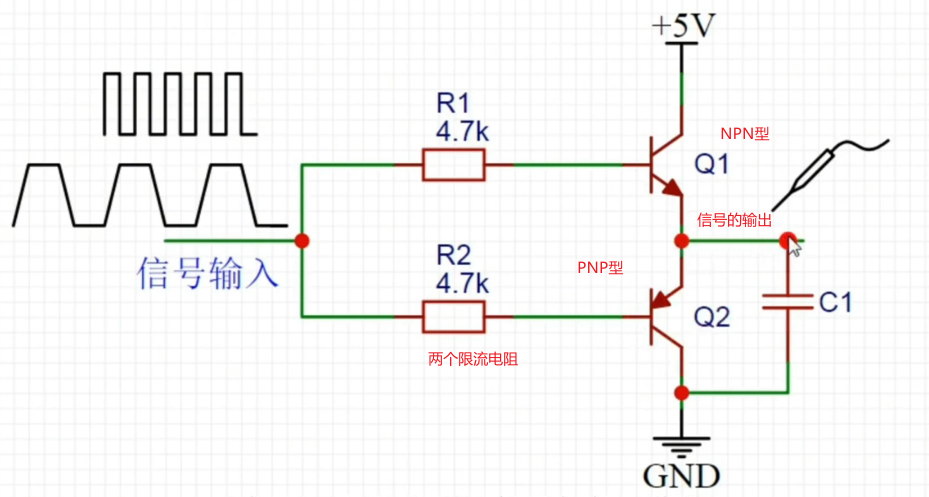 +5V
R1
4.7k
NPN型
Q1
信号的输出
信号输入
R2
4.7k
PNP型
Q2
C1
两个限流电阻
GND